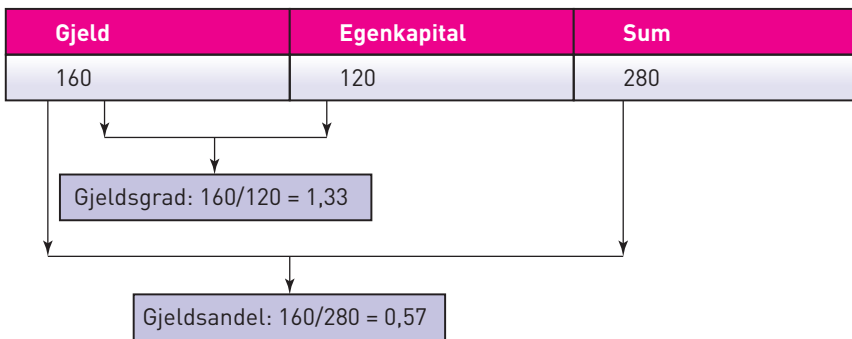 Gjeld Egenkapital Sum
160 120 280
Gjeldsgrad: 160/120 = 1,33
Gjeldsandel: 160/280 = 0,57